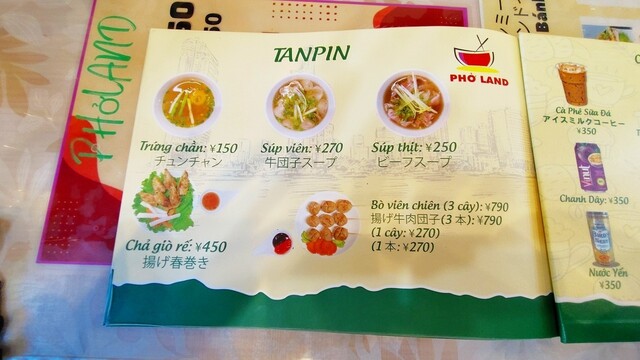 PHỞLAND
TANPIN
PHỞ LAND
Trứng chần: ¥150
チュンチャン
Súp viên: ¥270
牛団子スープ
Súp thịt: ¥250
ビーフスープ
Chả giò rế: ¥450
揚げ春巻き
Bò viên chiên (3 cây): ¥790
揚げ牛肉団子(3 本): ¥790
(1 cây: ¥270)
(1 本: ¥270)
Cà Phê Sữa Đá
アイスミルクコーヒー
¥350
Chanh Dây: ¥350
Nước Yến
¥350